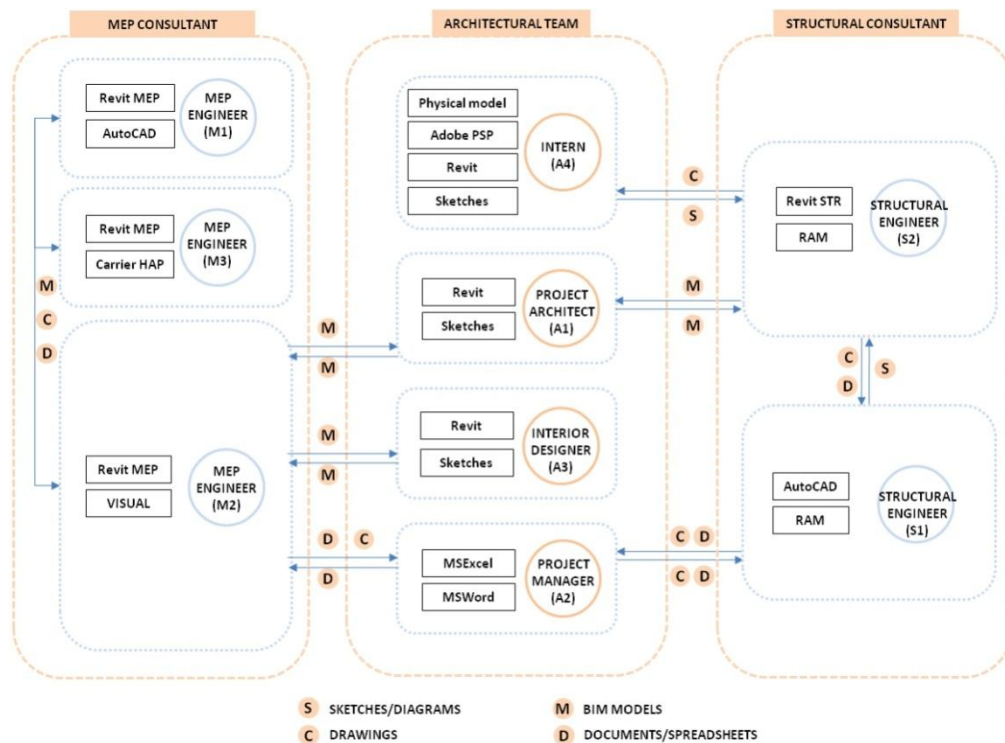 MEP CONSULTANT
ARCHITECTURAL TEAM
STRUCTURAL CONSULTANT
Revit MEP
AutoCAD
MEP
ENGINEER
(M1)
Revit MEP
Carrier HAP
MEP
ENGINEER
(M3)
M
C
D
Revit MEP
VISUAL
MEP
ENGINEER
(M2)
M
M
M
M
D C
D
Physical model
Adobe PSP
Revit
Sketches
INTERN
(A4)
Revit
Sketches
PROJECT
ARCHITECT
(A1)
Revit
Sketches
INTERIOR
DESIGNER
(A3)
MSExcel
MSWord
PROJECT
MANAGER
(A2)
C
S
M
M
C D
C D
Revit STR
RAM
STRUCTURAL
ENGINEER
(S2)
C
D
S
AutoCAD
RAM
STRUCTURAL
ENGINEER
(S1)
S SKETCHES/DIAGRAMS
M BIM MODELS
C DRAWINGS
D DOCUMENTS/SPREADSHEETS